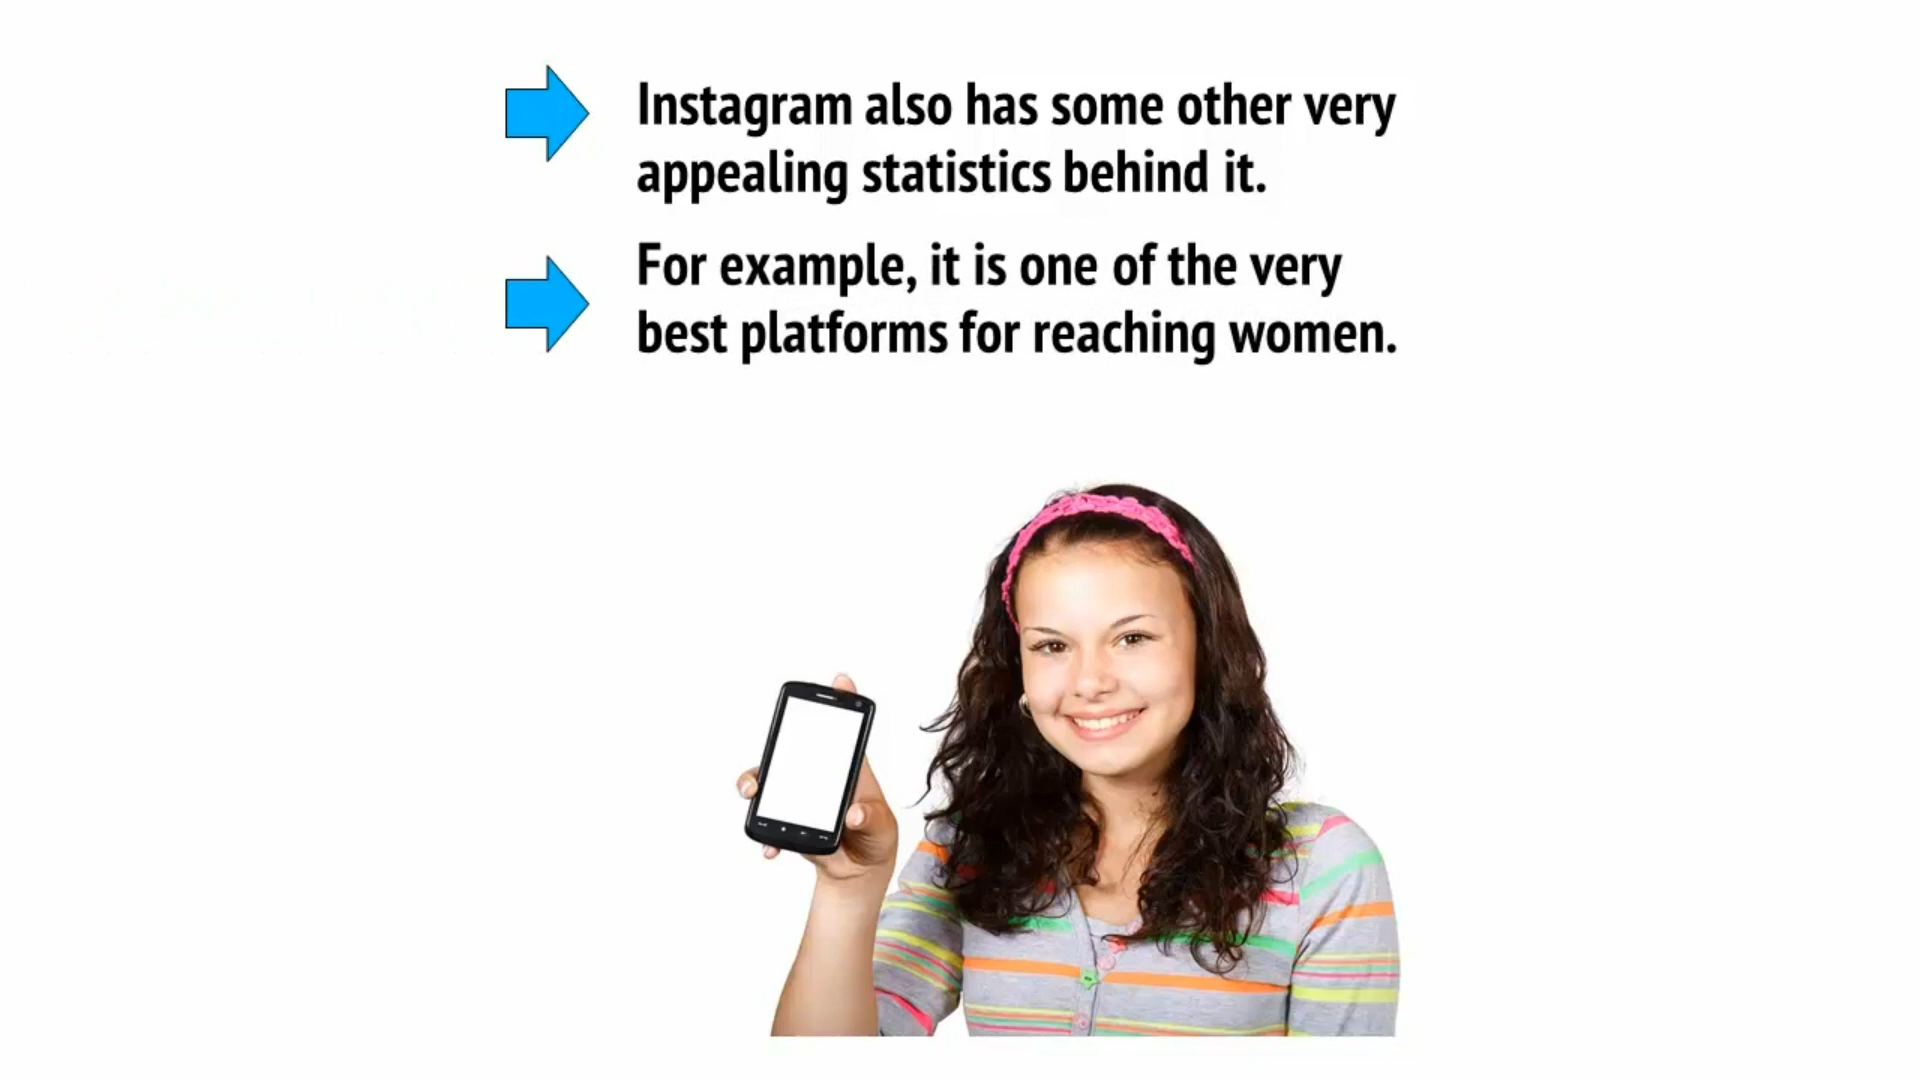 Instagram also has some other very
appealing statistics behind it.
For example, it is one of the very
best platforms for reaching women.